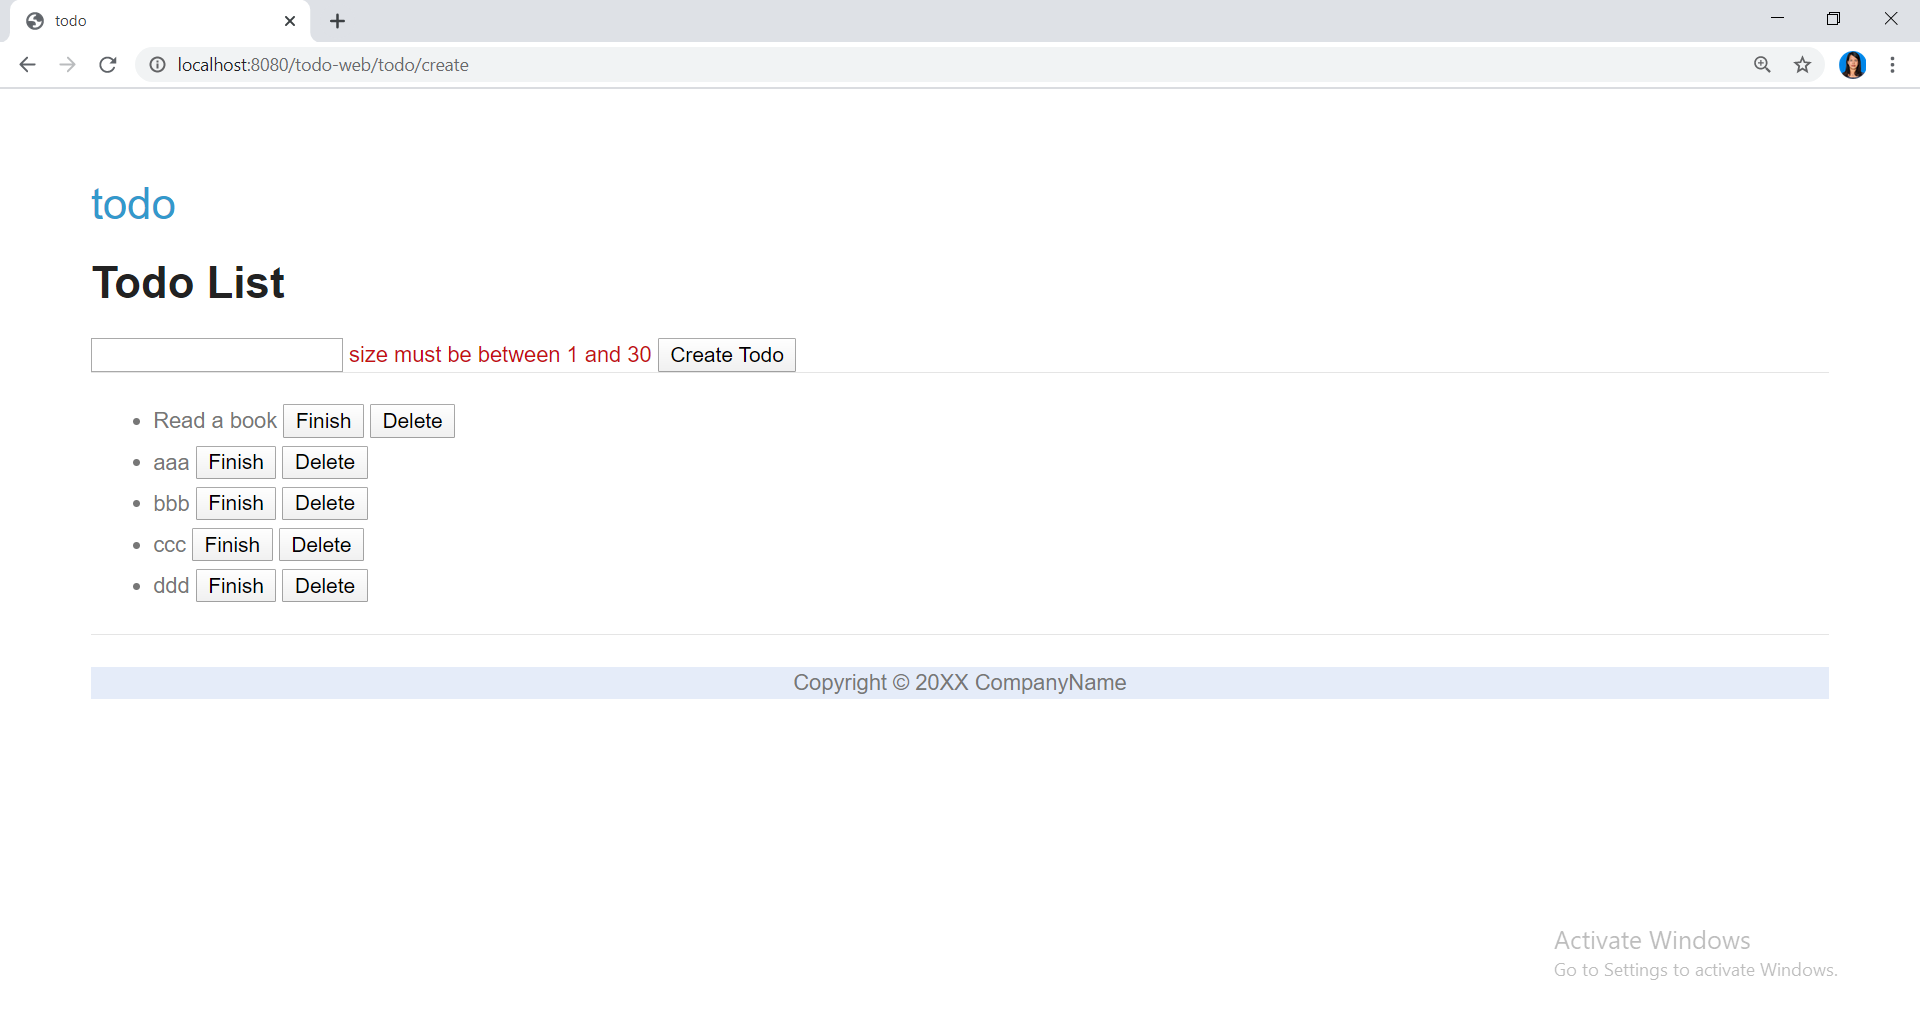 todo
localhost:8080/todo-web/todo/create
todo
Todo List
size must be between 1 and 30 Create Todo
• Read a book Finish Delete
• aaa Finish Delete
• bbb Finish Delete
• ccc Finish Delete
• ddd Finish Delete
Copyright © 20XX CompanyName
Activate Windows
Go to Settings to activate Windows.